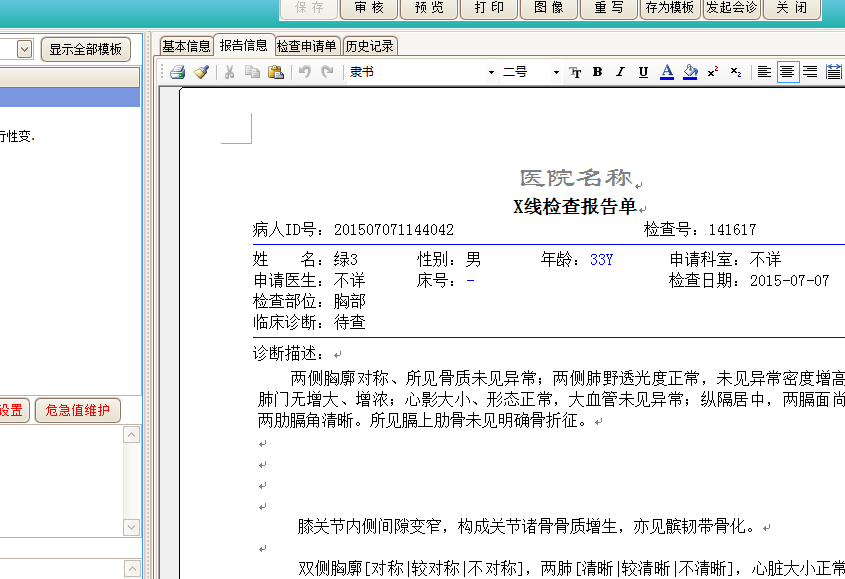 保 存 审 核 预 览 打 印 图 像 重 写 存为模板 发起会诊 关 闭
显示全部模板
基本信息 报告信息 检查申请单 历史记录
隶书 二号
行性变.
医院名称
X线检查报告单
病人ID号: 201507071144042 检查号: 141617
姓 名: 绿3 性别: 男 年龄: 33Y 申请科室: 不详
申请医生: 不详 床号: - 检查日期: 2015-07-07
检查部位: 胸部
临床诊断: 待查
诊断描述:
两侧胸廓对称、所见骨质未见异常; 两侧肺野透光度正常, 未见异常密度增高
肺门无增大、增浓; 心影大小、形态正常, 大血管未见异常; 纵隔居中, 两膈面尚
两肋膈角清晰。所见膈上肋骨未见明确骨折征。
设置 危急值维护
膝关节内侧间隙变窄, 构成关节诸骨骨质增生, 亦见髌韧带骨化。
双侧胸廓[对称|较对称|不对称], 两肺[清晰|较清晰|不清晰], 心脏大小正常